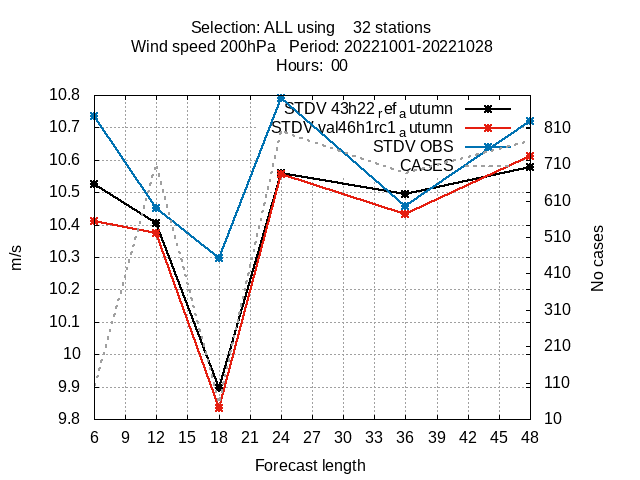 Selection: ALL using    32 stations
Wind speed 200hPa   Period: 20221001-20221028
Hours:  00
STDV 43h22ref autumn
STDV val46h1rc1autumn
STDV OBS
CASES
10.8
10.7
10.6
10.5
10.4
10.3
10.2
10.1
10
9.9
9.8
810
710
610
510
410
310
210
110
10
m/s
No cases
6 9 12 15 18 21 24 27 30 33 36 39 42 45 48
Forecast length